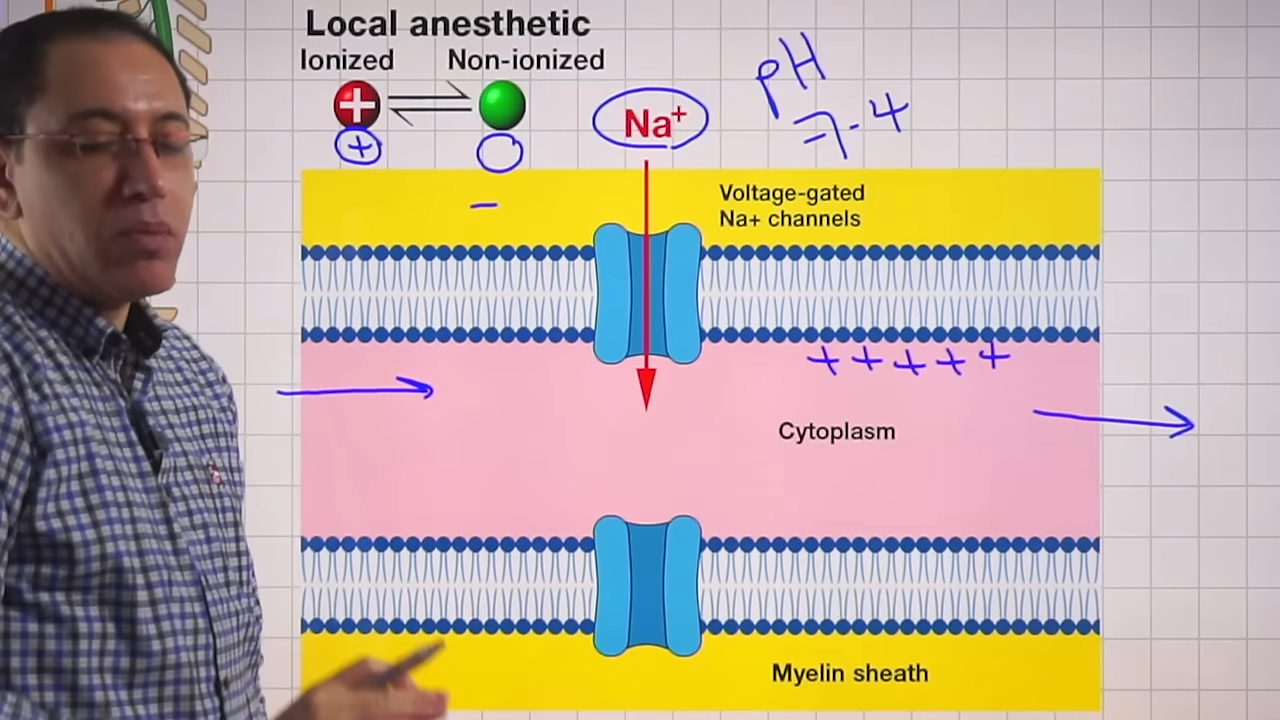 Local anesthetic
Ionized Non-ionized
+
+
Na+
pH
7.4
-
Voltage-gated
Na+ channels
+ + + + +
Cytoplasm
Myelin sheath